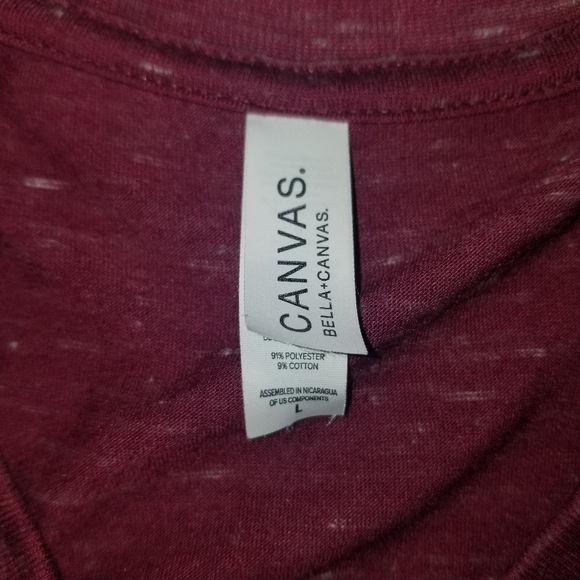 CANVAS.
BELLA+CANVAS.
91% POLYESTER
9% COTTON
ASSEMBLED IN NICARAGUA
OF US COMPONENTS
L